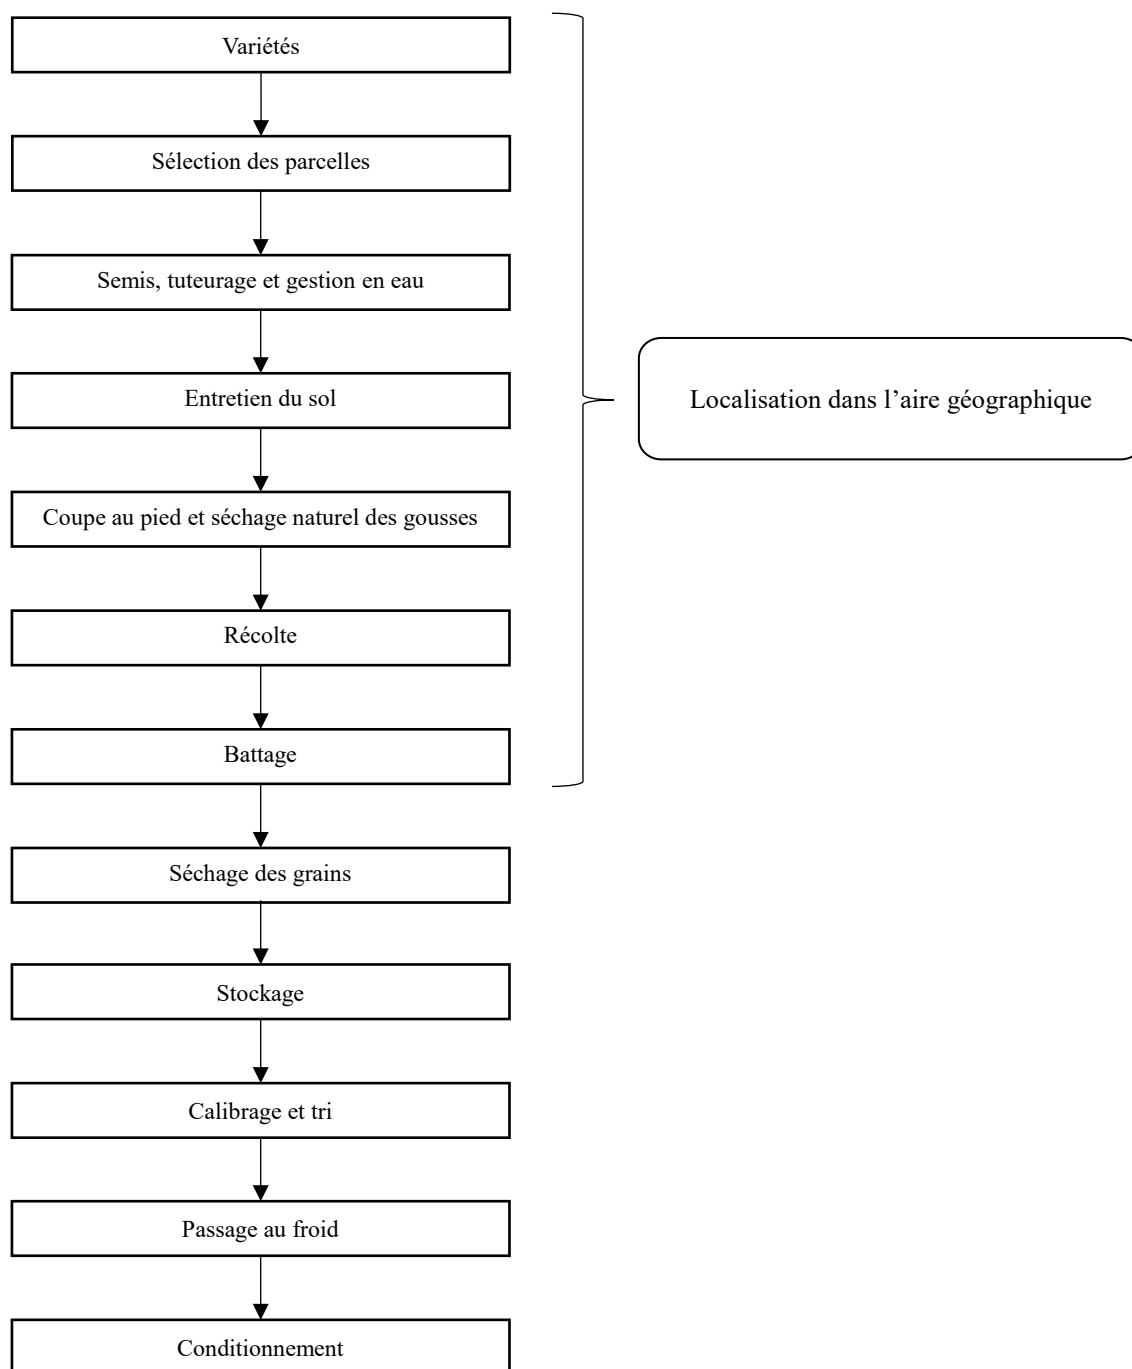 Variétés
Sélection des parcelles
Semis, tuteurage et gestion en eau
Entretien du sol
Localisation dans l’aire géographique
Coupe au pied et séchage naturel des gousses
Récolte
Battage
Séchage des grains
Stockage
Calibrage et tri
Passage au froid
Conditionnement